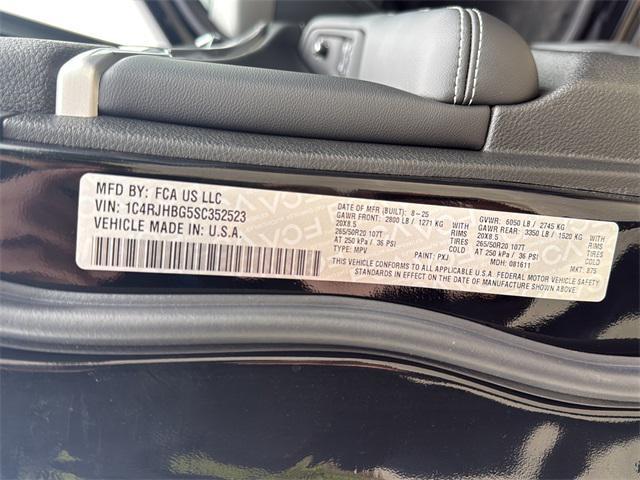 MFD BY: FCA US LLC
VIN: 1C4RJHBG5SC352523
VEHICLE MADE IN: U.S.A.
DATE OF MFR (BUILT): 8-25 GVWR: 6050 LB / 2745 KG
GAWR FRONT: 2800 LB / 1271 KG WITH GAWR REAR: 3350 LB / 1520 KG WITH
20X8.5 RIMS 20X8.5 RIMS
265/50R20 107T TIRES 265/50R20 107T TIRES
AT 250 kPa / 36 PSI COLD AT 250 kPa / 36 PSI COLD
TYPE: MPV PAINT: PXJ MDH: 081611 MKT: 875
THIS VEHICLE CONFORMS TO ALL APPLICABLE U.S.A. FEDERAL MOTOR VEHICLE SAFETY
STANDARDS IN EFFECT ON THE DATE OF MANUFACTURE SHOWN ABOVE.